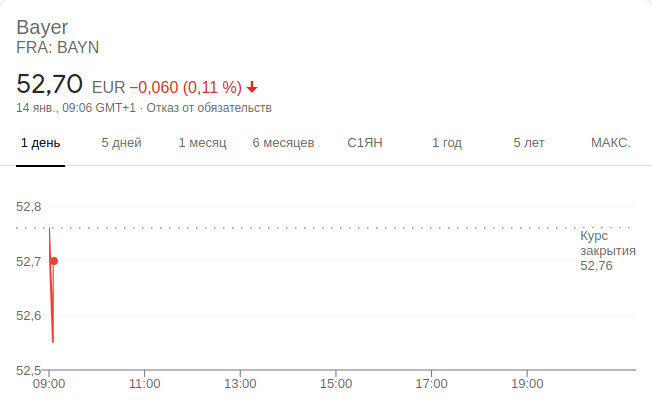 Bayer
FRA: BAYN
52,70 EUR −0,060 (0,11 %)
14 янв., 09:06 GMT+1 · Отказ от обязательств
1 день 5 дней 1 месяц 6 месяцев С1ЯН 1 год 5 лет МАКС.
52,8
Курс
закрытия
52,7
52,76
52,6
52,5
09:00 11:00 13:00 15:00 17:00 19:00